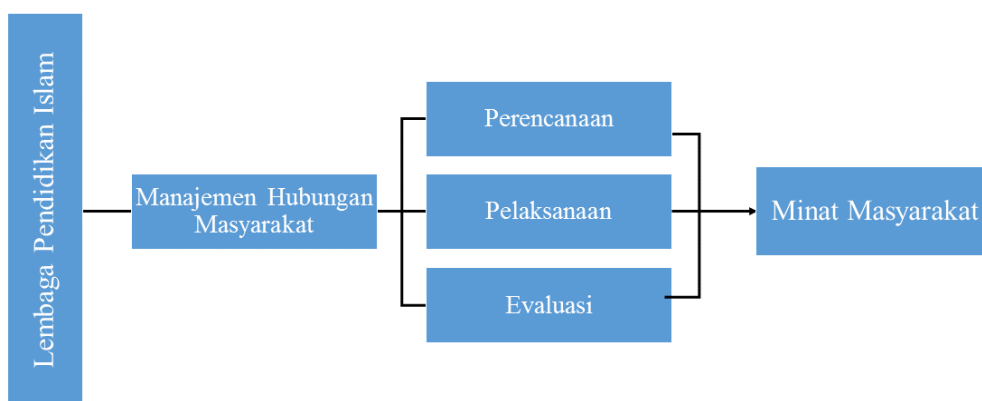 Lembaga Pendidikan Islam
Manajemen Hubungan
Masyarakat
Perencanaan
Pelaksanaan
Evaluasi
Minat Masyarakat